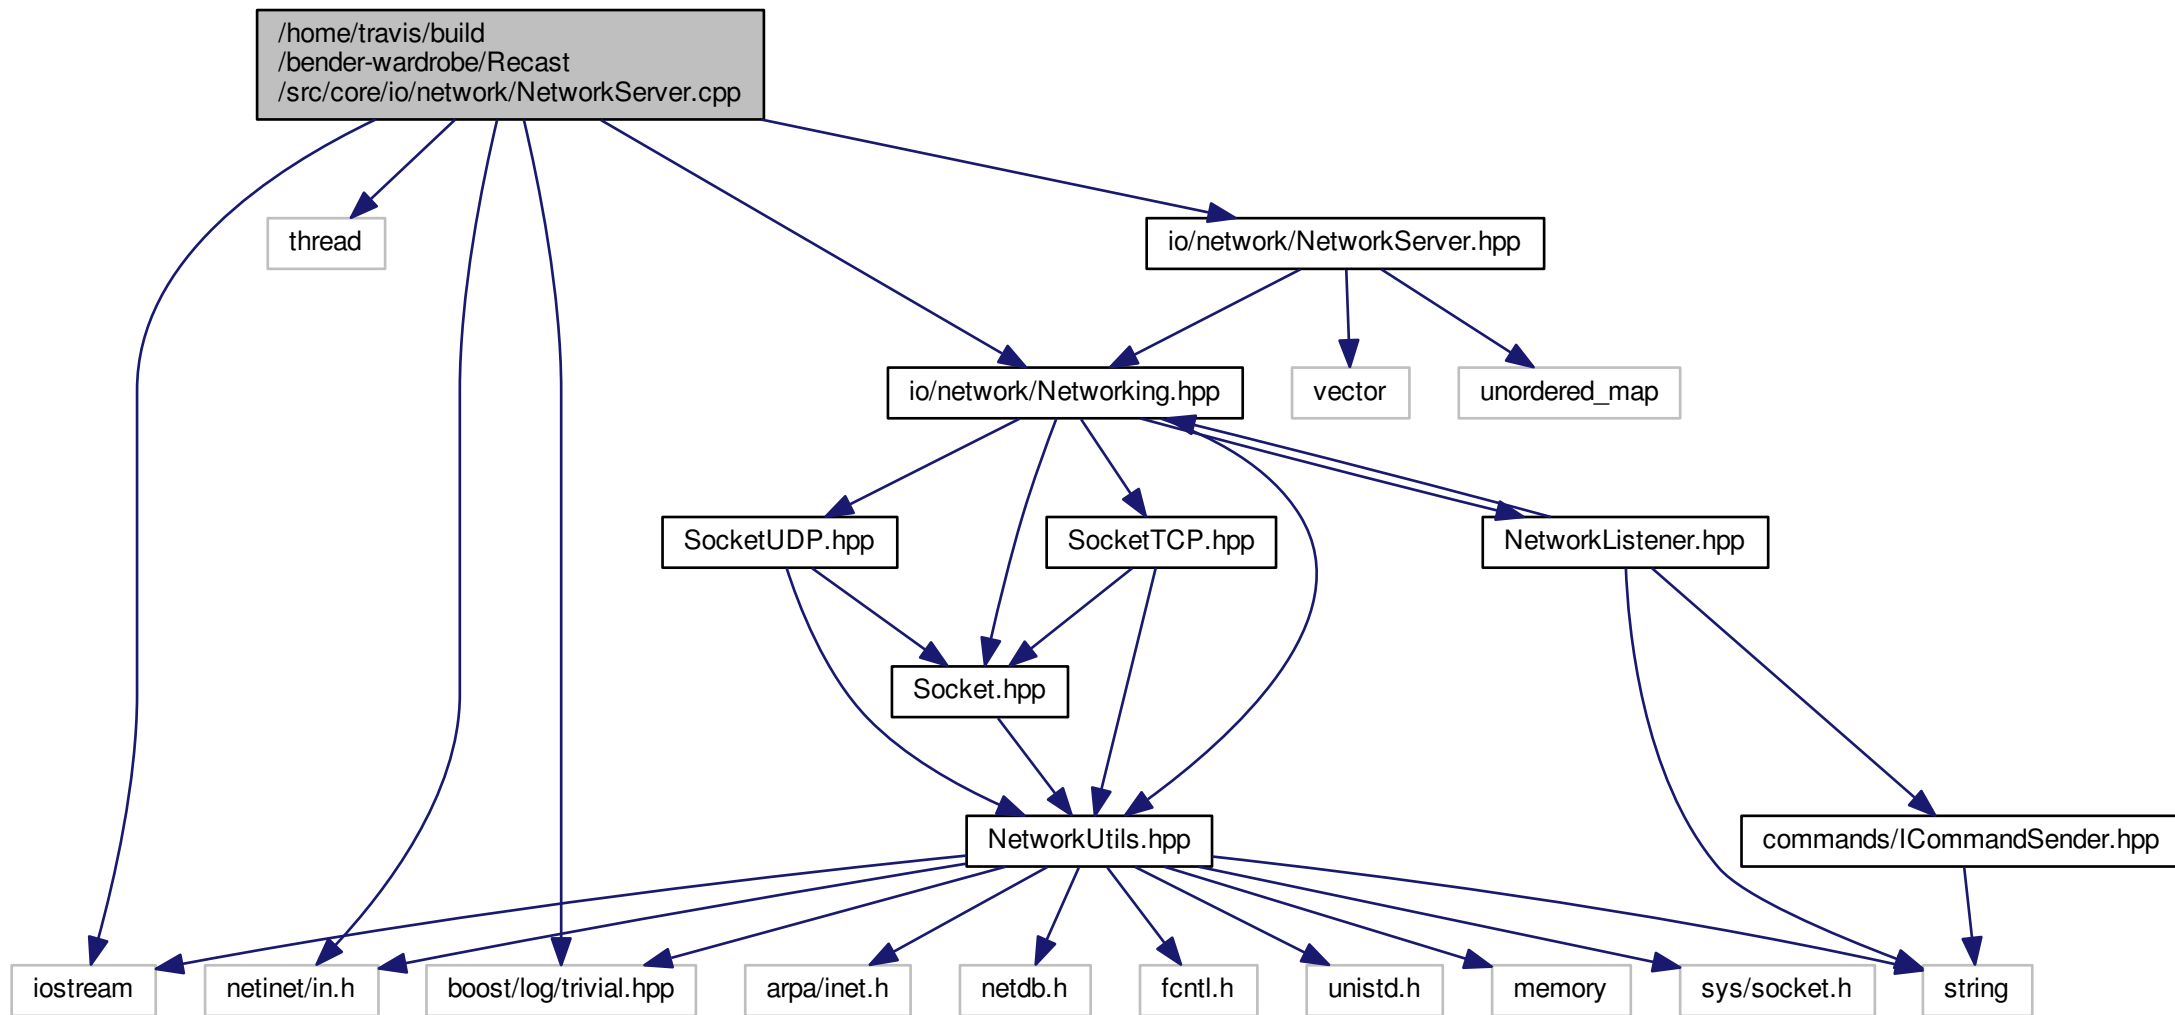 /home/travis/build
/bender-wardrobe/Recast
/src/core/io/network/NetworkServer.cpp
thread
io/network/NetworkServer.hpp
io/network/Networking.hpp
vector
unordered_map
SocketUDP.hpp
SocketTCP.hpp
NetworkListener.hpp
Socket.hpp
NetworkUtils.hpp
commands/ICommandSender.hpp
iostream
netinet/in.h
boost/log/trivial.hpp
arpa/inet.h
netdb.h
fcntl.h
unistd.h
memory
sys/socket.h
string